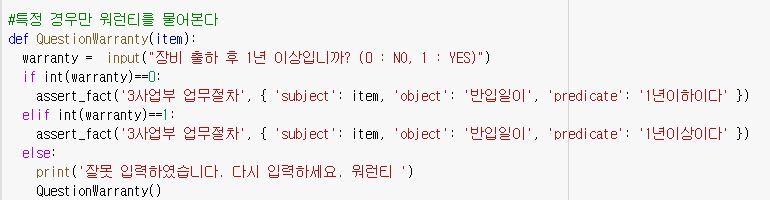 #특정 경우만 워런티를 물어본다
def QuestionWarranty(item):
  warranty =  input("장비 출하 후 1년 이상입니까? (0 : NO, 1 : YES)")
  if int(warranty)==0:
    assert_fact('3사업부 업무절차', { 'subject': item, 'object': '반입일이', 'predicate': '1년이하이다' })
  elif int(warranty)==1:
    assert_fact('3사업부 업무절차', { 'subject': item, 'object': '반입일이', 'predicate': '1년이상이다' })
  else:
    print('잘못 입력하였습니다. 다시 입력하세요. 워런티 ')
    QuestionWarranty()